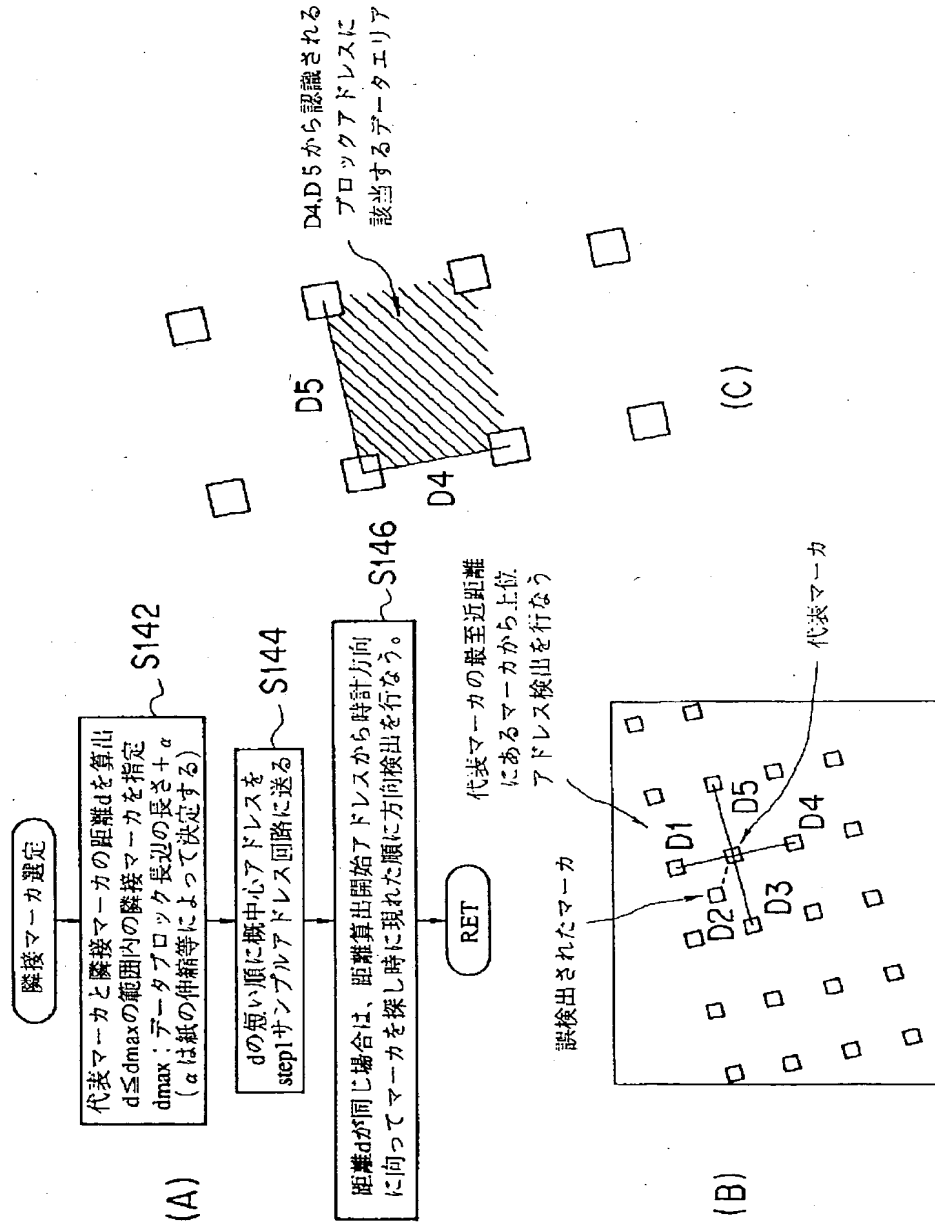 (A)
隣接マーカ選定
代表マーカと隣接マーカの距離dを算出
d≦dmaxの範囲内の隣接マーカを指定
dmax：データブロック長辺の長さ＋α
(αは紙の伸縮等によって決定する)
S142
dの短い順に概中心アドレスを
step1サンプルアドレス回路に送る
S144
距離dが同じ場合は、距離算出開始アドレスから時計方向
に向ってマーカを探し時に現れた順に方向検出を行なう。
S146
RET
(B)
誤検出されたマーカ
代表マーカの最至近距離
にあるマーカから上位
アドレス検出を行なう
代表マーカ
D1
D2
D3
D4
D5
(C)
D4
D5
D4,D5から認識される
ブロックアドレスに
該当するデータエリア